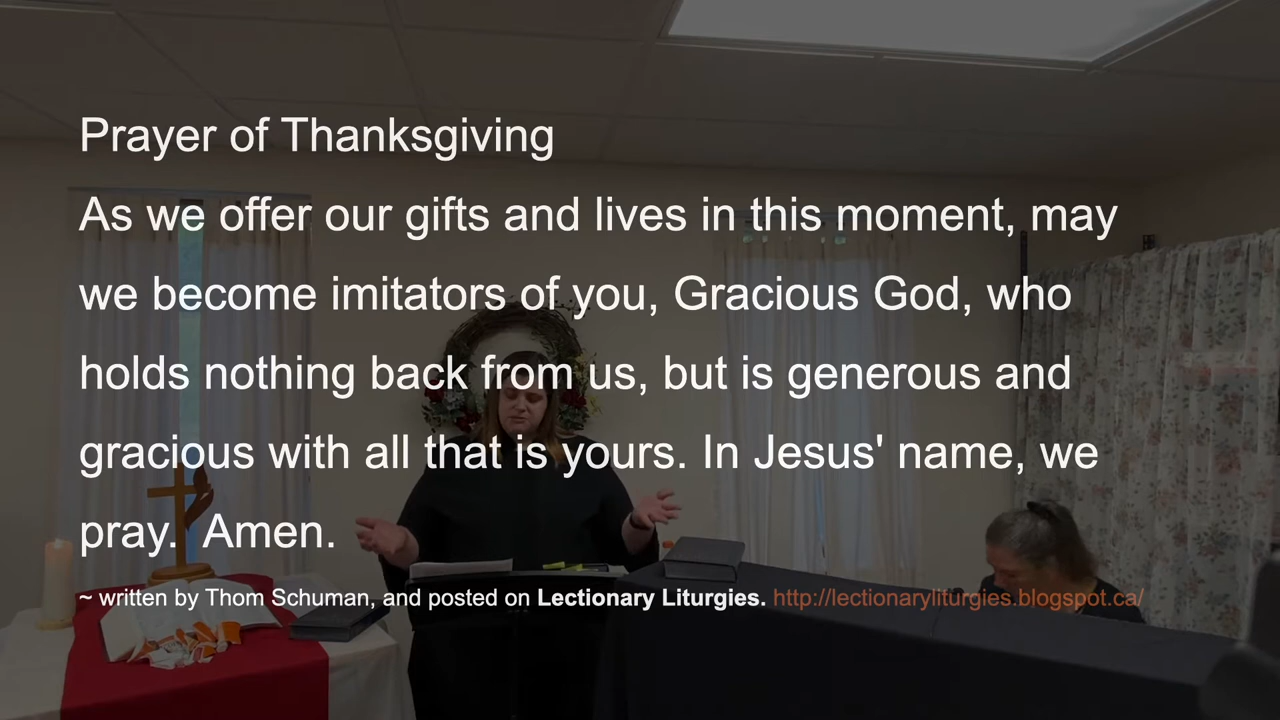 Prayer of Thanksgiving
As we offer our gifts and lives in this moment, may
we become imitators of you, Gracious God, who
holds nothing back from us, but is generous and
gracious with all that is yours. In Jesus' name, we
pray.  Amen.
~ written by Thom Schuman, and posted on Lectionary Liturgies. http://lectionaryliturgies.blogspot.ca/